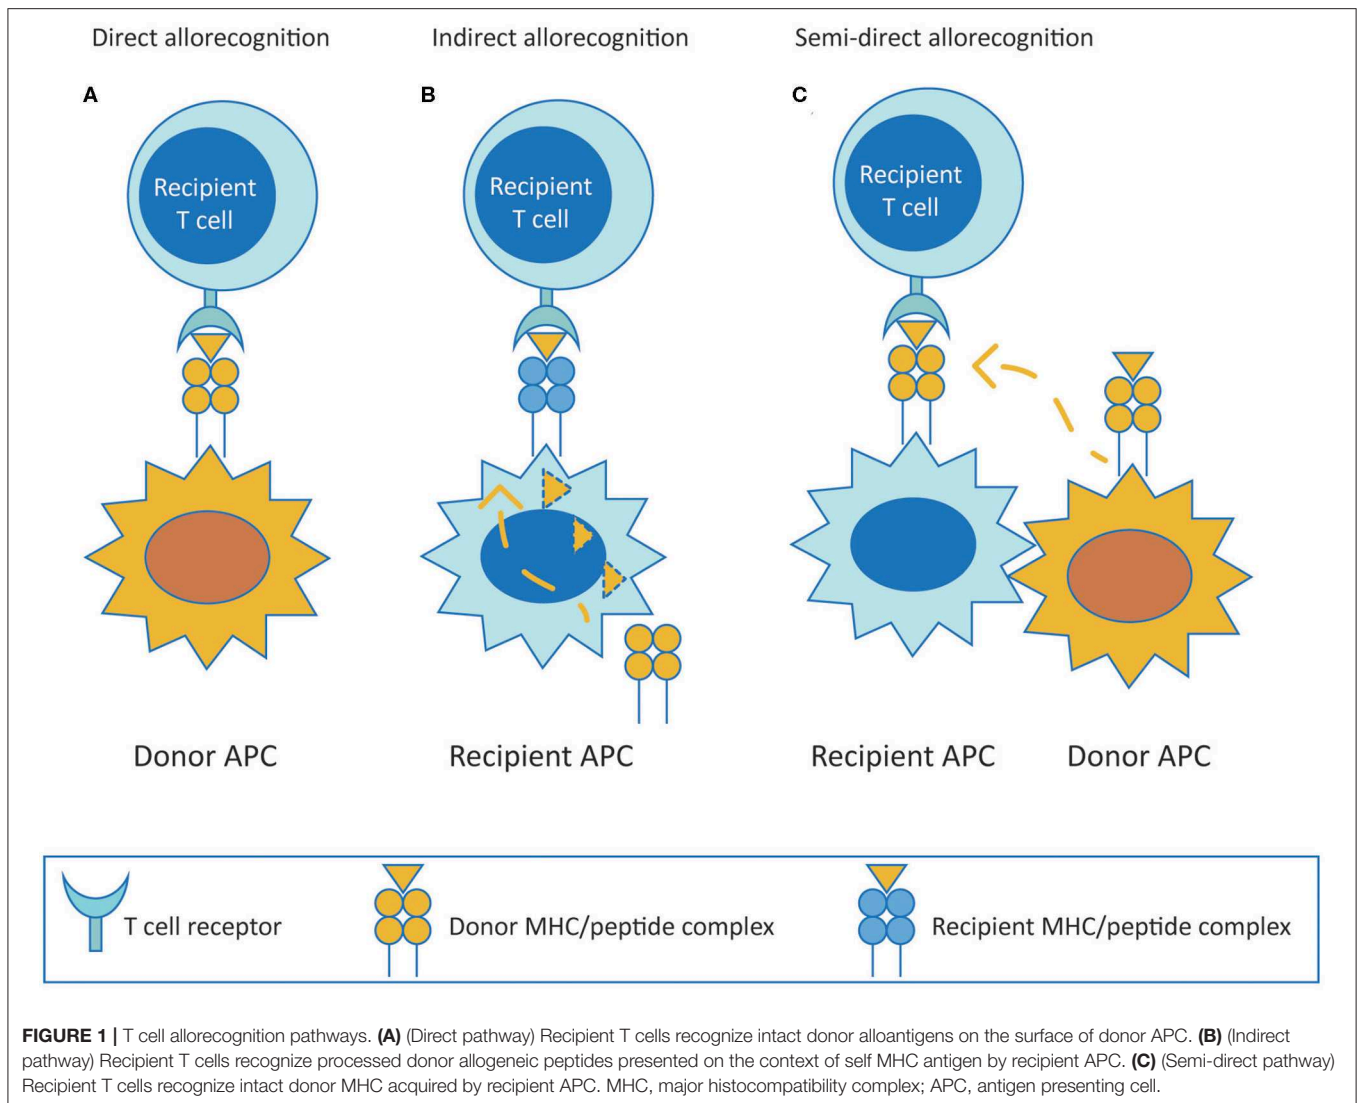 Direct allorecognition
Indirect allorecognition
Semi-direct allorecognition
A
B
C
Recipient
T cell
Recipient
T cell
Recipient
T cell
Donor APC
Recipient APC
Recipient APC
Donor APC
T cell receptor
Donor MHC/peptide complex
Recipient MHC/peptide complex
FIGURE 1 | T cell allorecognition pathways. (A) (Direct pathway) Recipient T cells recognize intact donor alloantigens on the surface of donor APC. (B) (Indirect
pathway) Recipient T cells recognize processed donor allogeneic peptides presented on the context of self MHC antigen by recipient APC. (C) (Semi-direct pathway)
Recipient T cells recognize intact donor MHC acquired by recipient APC. MHC, major histocompatibility complex; APC, antigen presenting cell.